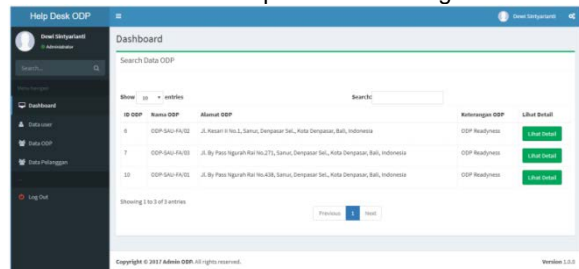 Help Desk ODP
Dewi Sintyarianti
Dewi Sintyarianti
Administrator
Dashboard
Search...
Search Data ODP
Dashboard
Data user
Data ODP
Data Pelanggan
Log Out
Show 10 entries
Search:
ID ODP Nama ODP Alamat ODP Keterangan ODP Lihat Detail
6 ODP-SAU-FA/02 Jl. Kesari II No.1, Sanur, Denpasar Sel., Kota Denpasar, Bali, Indonesia ODP Readyness Lihat Detail
7 ODP-SAU-FA/03 Jl. By Pass Ngurah Rai No.271, Sanur, Denpasar Sel., Kota Denpasar, Bali, Indonesia ODP Readyness Lihat Detail
10 ODP-SAU-FA/01 Jl. By Pass Ngurah Rai No.438, Sanur, Denpasar Sel., Kota Denpasar, Bali, Indonesia ODP Readyness Lihat Detail
Showing 1 to 3 of 3 entries
Previous 1 Next
Copyright © 2017 Admin ODP. All rights reserved.
Version 1.0.0